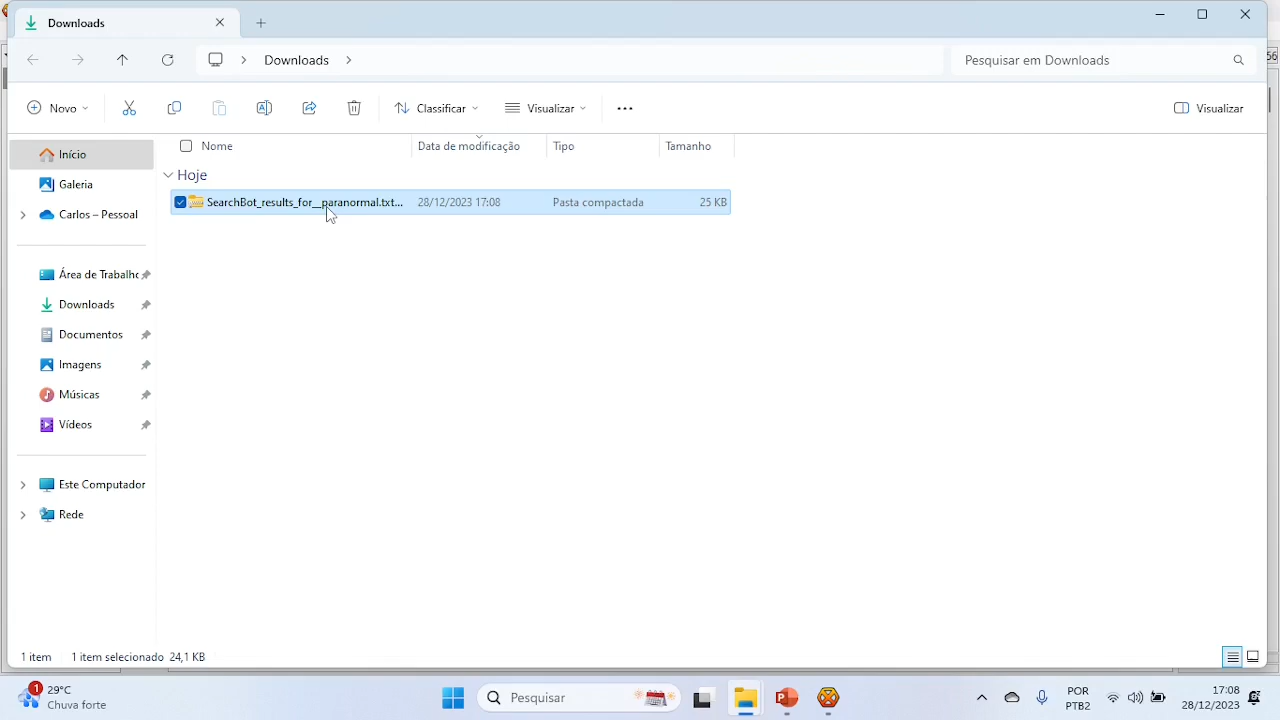 Downloads
Downloads
Pesquisar em Downloads
Novo
Classificar
Visualizar
Visualizar
Nome
Data de modificação
Tipo
Tamanho
Início
Galeria
Carlos – Pessoal
Área de Trabalho
Downloads
Documentos
Imagens
Músicas
Vídeos
Este Computador
Rede
Hoje
SearchBot_results_for__paranormal.txt... 28/12/2023 17:08 Pasta compactada 25 KB
1 item 1 item selecionado 24,1 KB
1
29°C
Chuva forte
Pesquisar
POR
PTB2
17:08
28/12/2023